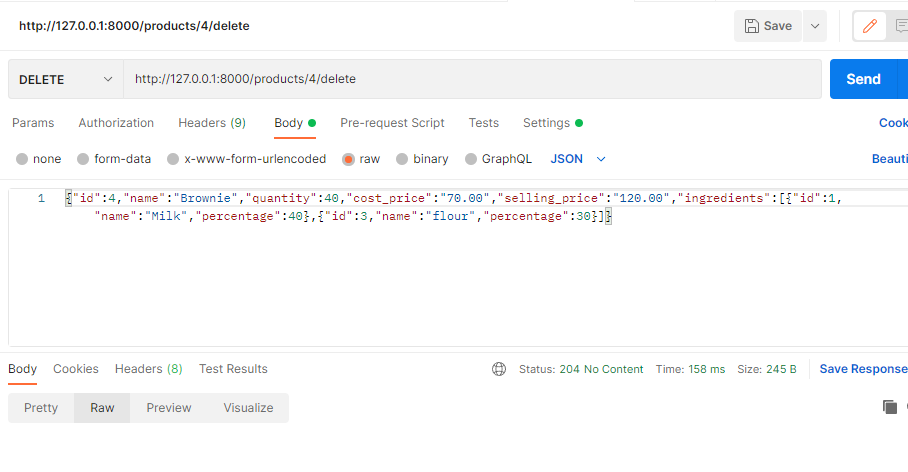 http://127.0.0.1:8000/products/4/delete
Save
DELETE http://127.0.0.1:8000/products/4/delete Send
Params Authorization Headers (9) Body Pre-request Script Tests Settings Cook
none form-data x-www-form-urlencoded raw binary GraphQL JSON Beauti
1 {"id":4,"name":"Brownie","quantity":40,"cost_price":"70.00","selling_price":"120.00","ingredients":[{"id":1,
"name":"Milk","percentage":40},{"id":3,"name":"flour","percentage":30}]}
Body Cookies Headers (8) Test Results Status: 204 No Content Time: 158 ms Size: 245 B Save Response
Pretty Raw Preview Visualize